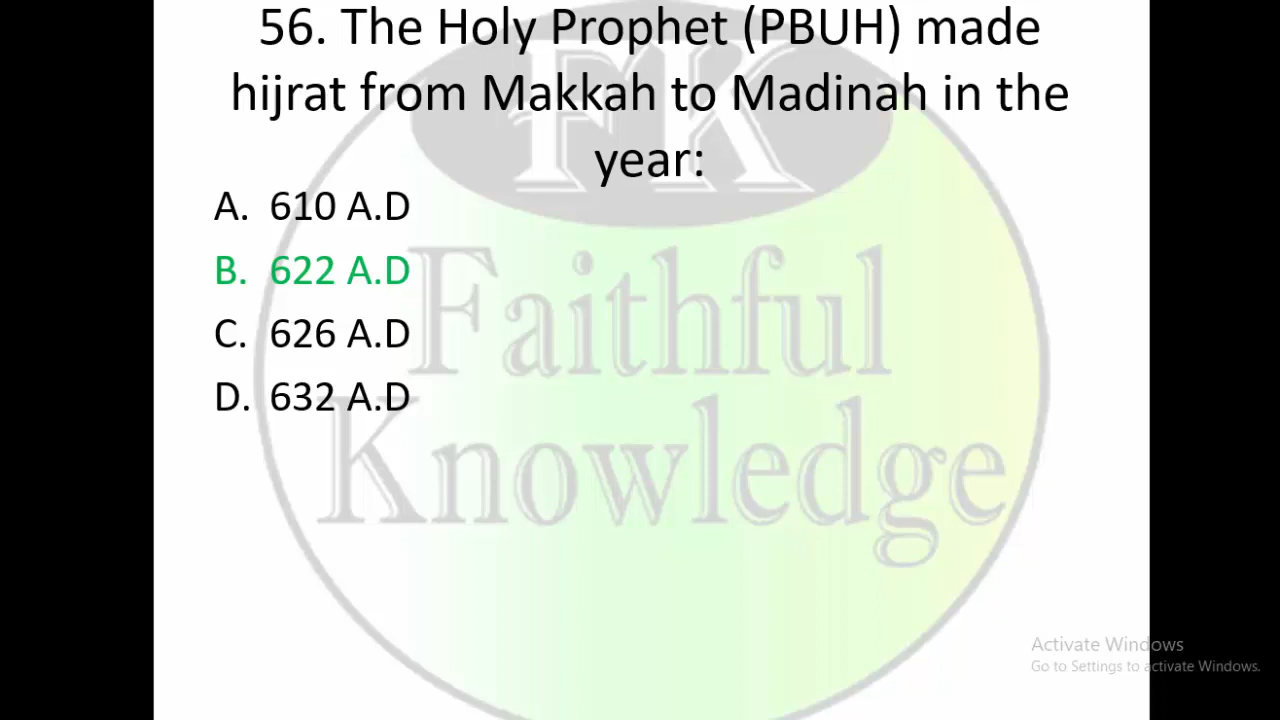 56. The Holy Prophet (PBUH) made
hijrat from Makkah to Madinah in the
year:
A. 610 A.D
B. 622 A.D
C. 626 A.D
D. 632 A.D
FK
Faithful
Knowledge
Activate Windows
Go to Settings to activate Windows.